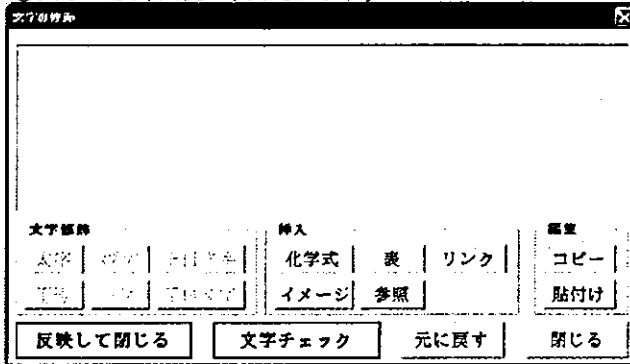 文字の修飾
文字修飾
挿入
編集
太字
化学式
表
リンク
コピー
イメージ
参照
貼付け
反映して閉じる
文字チェック
元に戻す
閉じる